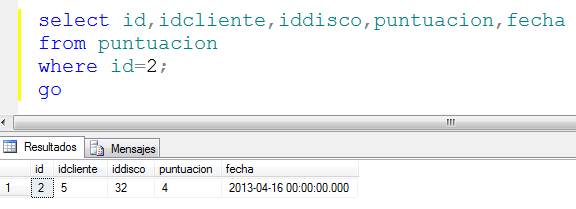 select id,idcliente,iddisco,puntuacion,fecha
from puntuacion
where id=2;
go
Resultados Mensajes
id idcliente iddisco puntuacion fecha
1 2 5 32 4 2013-04-16 00:00:00.000